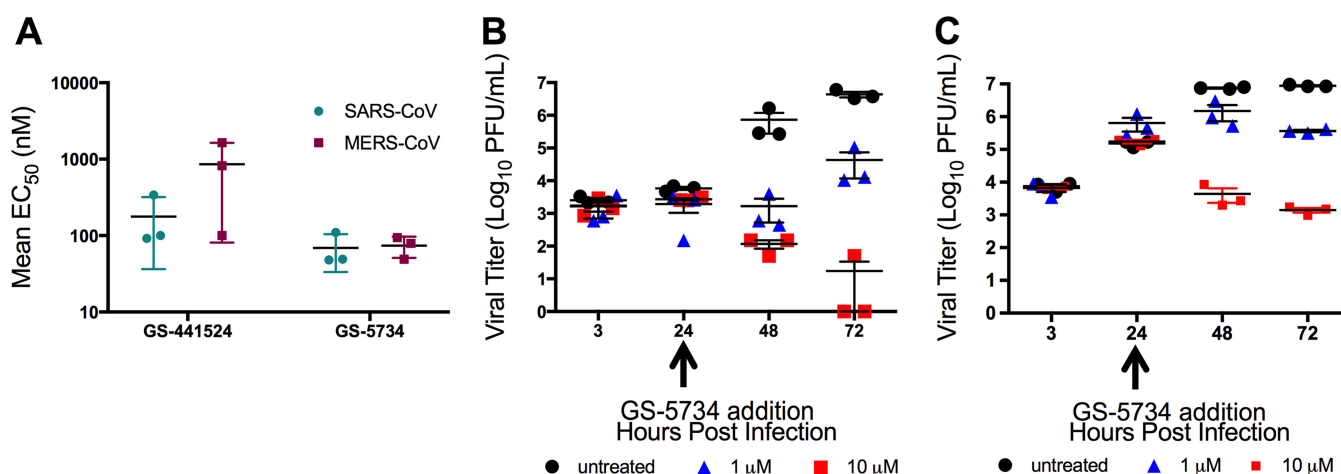 A
Mean EC50 (nM)
10000
1000
100
10
SARS-CoV
MERS-CoV
GS-441524
GS-5734
B
Viral Titer (Log10 PFU/mL)
7
6
5
4
3
2
1
0
3
24
48
72
GS-5734 addition
Hours Post Infection
untreated
1 μM
10 μM
C
Viral Titer (Log10 PFU/mL)
7
6
5
4
3
2
1
0
3
24
48
72
GS-5734 addition
Hours Post Infection
untreated
1 μM
10 μM